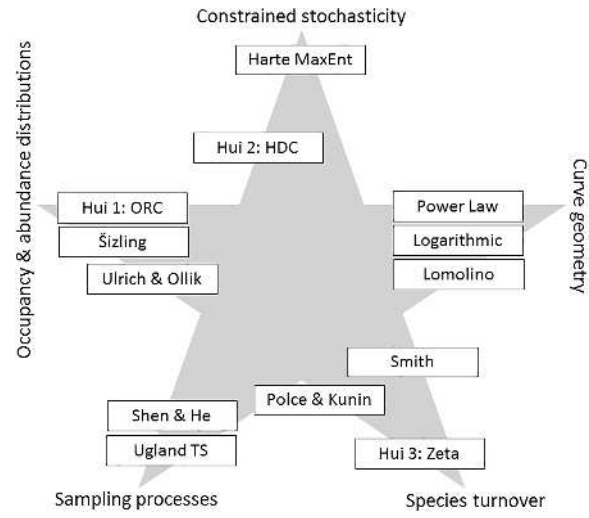 Constrained stochasticity
Harte MaxEnt
Occupancy & abundance distributions
Hui 2: HDC
Curve geometry
Hui 1: ORC
Power Law
Šizling
Logarithmic
Ulrich & Ollik
Lomolino
Smith
Polce & Kunin
Shen & He
Ugland TS
Hui 3: Zeta
Sampling processes
Species turnover